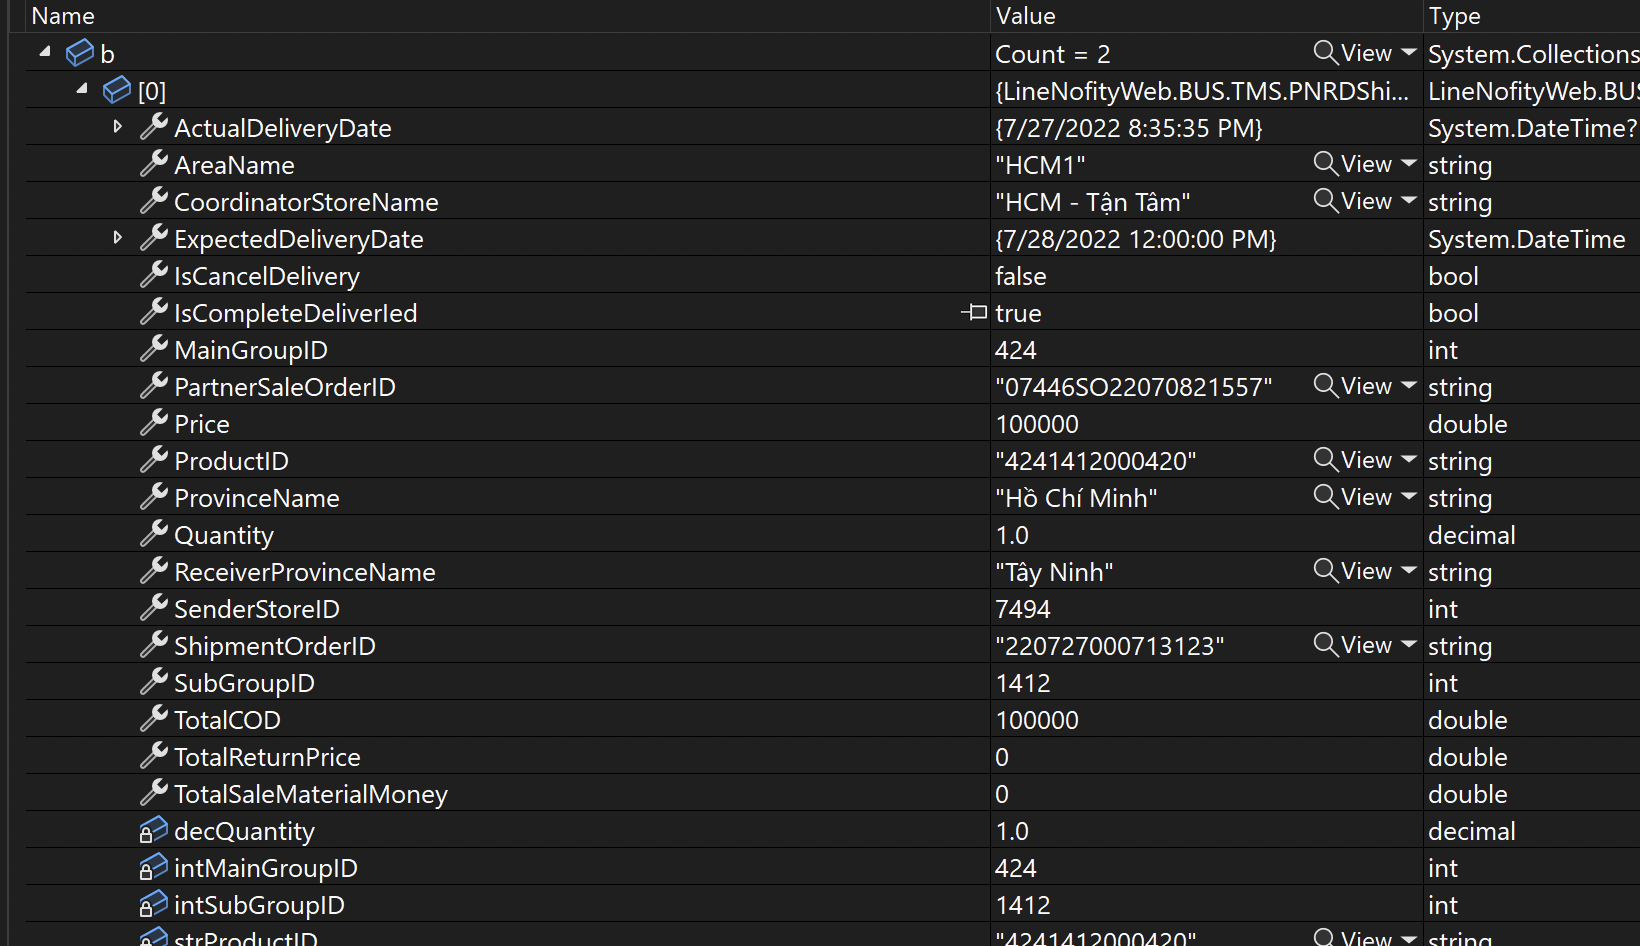 Name Value Type
b Count = 2 View System.Collections
[0] {LineNofityWeb.BUS.TMS.PNRDShi... LineNofityWeb.BUS
ActualDeliveryDate {7/27/2022 8:35:35 PM} System.DateTime?
AreaName "HCM1" View string
CoordinatorStoreName "HCM - Tận Tâm" View string
ExpectedDeliveryDate {7/28/2022 12:00:00 PM} System.DateTime
IsCancelDelivery false bool
IsCompleteDeliverIed true bool
MainGroupID 424 int
PartnerSaleOrderID "07446SO22070821557" View string
Price 100000 double
ProductID "4241412000420" View string
ProvinceName "Hồ Chí Minh" View string
Quantity 1.0 decimal
ReceiverProvinceName "Tây Ninh" View string
SenderStoreID 7494 int
ShipmentOrderID "220727000713123" View string
SubGroupID 1412 int
TotalCOD 100000 double
TotalReturnPrice 0 double
TotalSaleMaterialMoney 0 double
decQuantity 1.0 decimal
intMainGroupID 424 int
intSubGroupID 1412 int
strProductID "4241412000420" View string